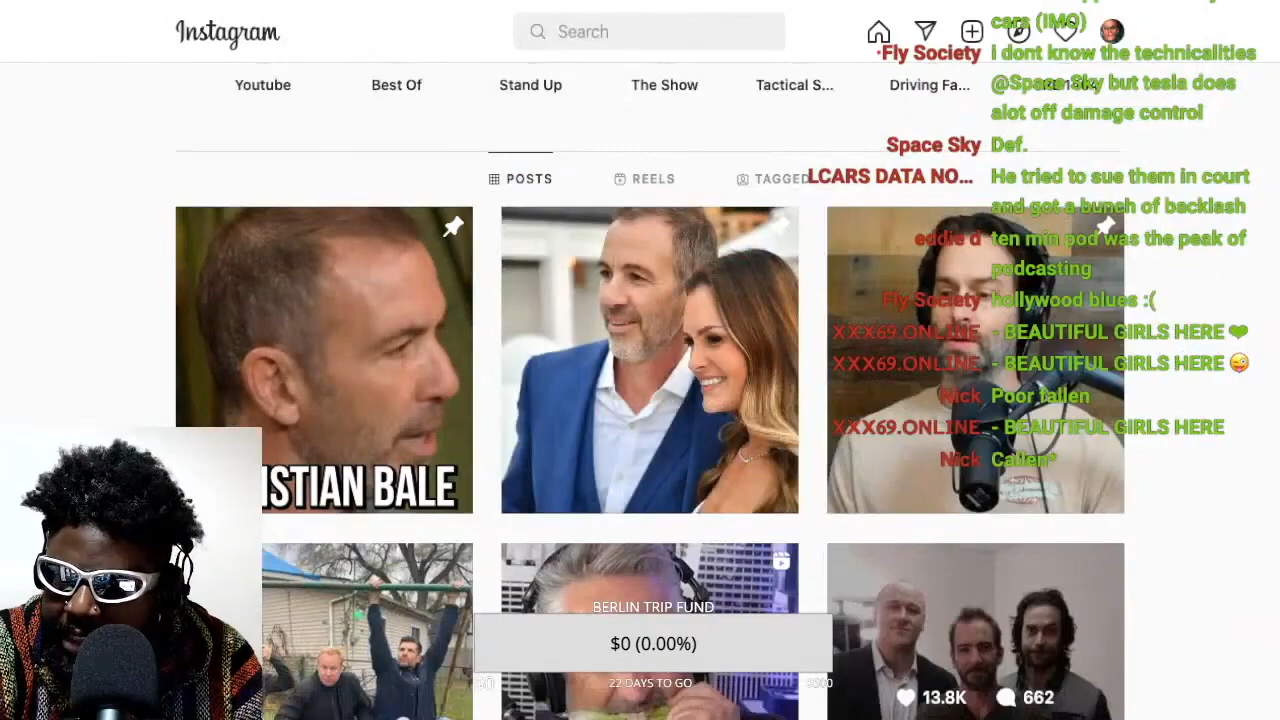 Instagram
Search
cars (IMO)
Youtube
Best Of
Stand Up
The Show
Tactical S...
Driving Fa...
·Fly Society i dont know the technicalities
@Space Sky but tesla does
alot off damage control
Space Sky Def.
POSTS
REELS
TAGGED
LCARS DATA NO... He tried to sue them in court
and got a bunch of backlash
eddie d ten min pod was the peak of
podcasting
Fly Society hollywood blues :(
XXX69.ONLINE - BEAUTIFUL GIRLS HERE ❤
XXX69.ONLINE - BEAUTIFUL GIRLS HERE 😜
Nick Poor fallen
XXX69.ONLINE - BEAUTIFUL GIRLS HERE
Nick Callen*
ISTIAN BALE
BERLIN TRIP FUND
$0 (0.00%)
22 DAYS TO GO
13.8K
662